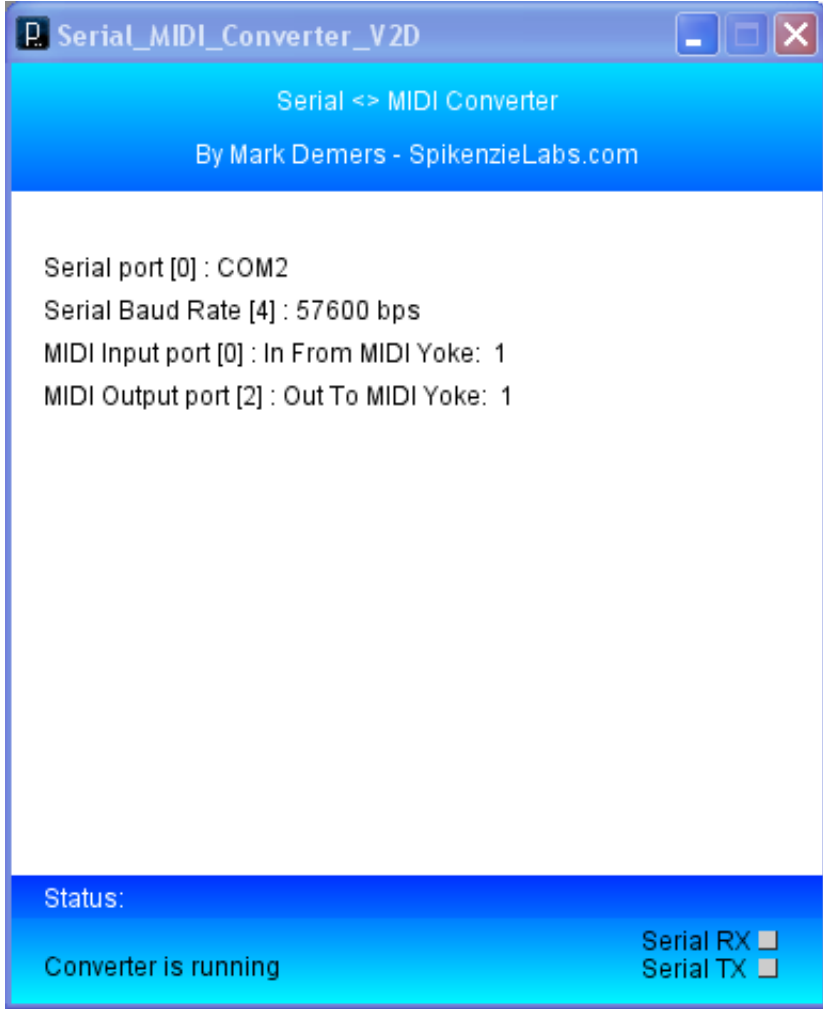 Serial_MIDI_Converter_V2D
Serial <> MIDI Converter
By Mark Demers - SpikenzieLabs.com
Serial port [0] : COM2
Serial Baud Rate [4] : 57600 bps
MIDI Input port [0] : In From MIDI Yoke:  1
MIDI Output port [2] : Out To MIDI Yoke:  1
Status:
Serial RX
Converter is running
Serial TX